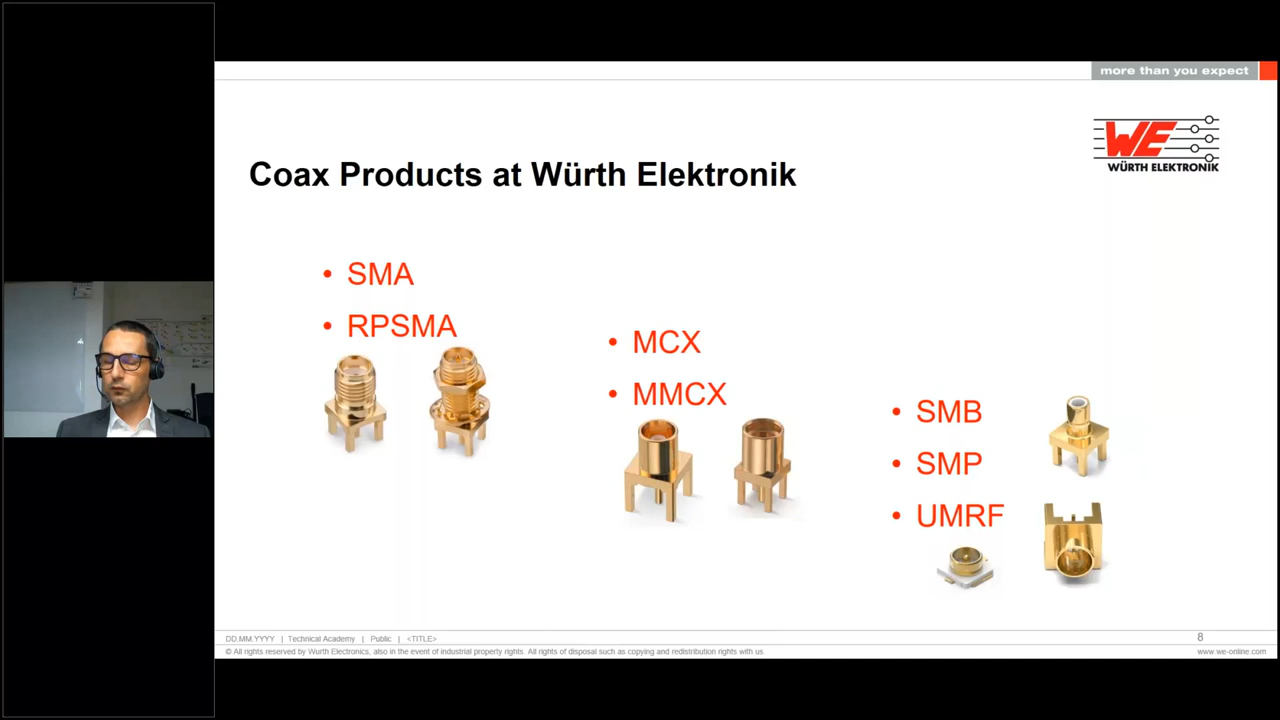 more than you expect
WE
WÜRTH ELEKTRONIK
Coax Products at Würth Elektronik
• SMA
• RPSMA
• MCX
• MMCX
• SMB
• SMP
• UMRF
DD.MM.YYYY | Technical Academy | Public | <TITLE>
8
© All rights reserved by Wurth Electronics, also in the event of industrial property rights. All rights of disposal such as copying and redistribution rights with us.
www.we-online.com